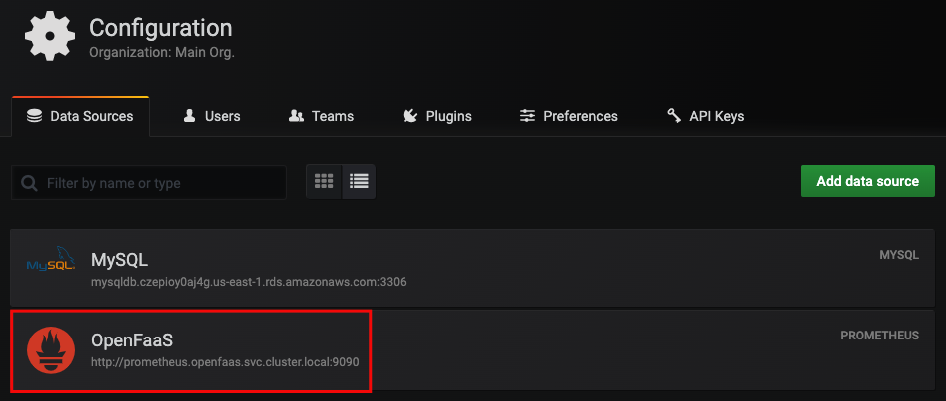 Configuration
Organization: Main Org.
Data Sources
Users
Teams
Plugins
Preferences
API Keys
Filter by name or type
Add data source
MySQL
MySQL
mysqldb.czepioy0aj4g.us-east-1.rds.amazonaws.com:3306
MYSQL
OpenFaaS
http://prometheus.openfaas.svc.cluster.local:9090
PROMETHEUS